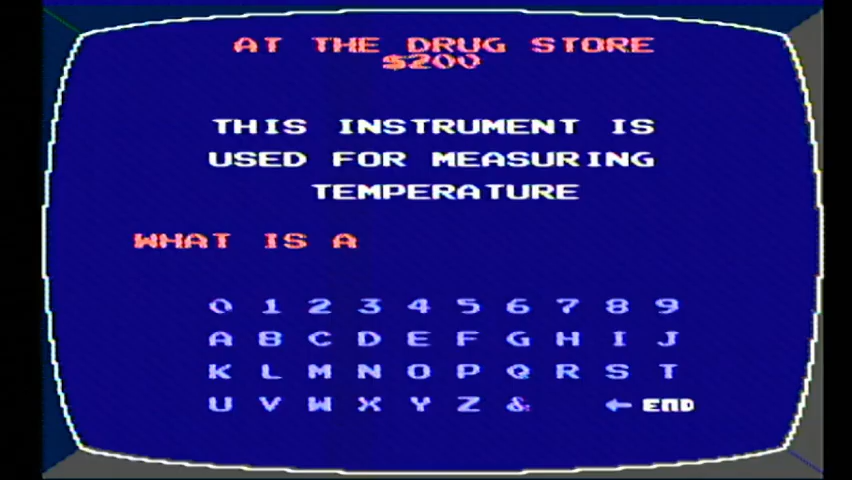 AT THE DRUG STORE
$200
THIS INSTRUMENT IS
USED FOR MEASURING
TEMPERATURE
WHAT IS A
0 1 2 3 4 5 6 7 8 9
A B C D E F G H I J
K L M N O P Q R S T
U V W X Y Z & ← END